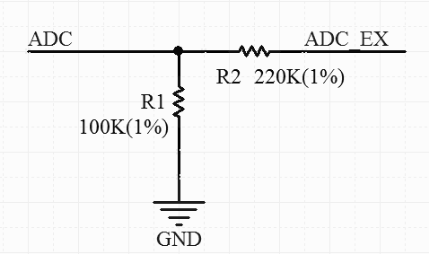 ADC
ADC_EX
R2 220K(1%)
R1
100K(1%)
GND